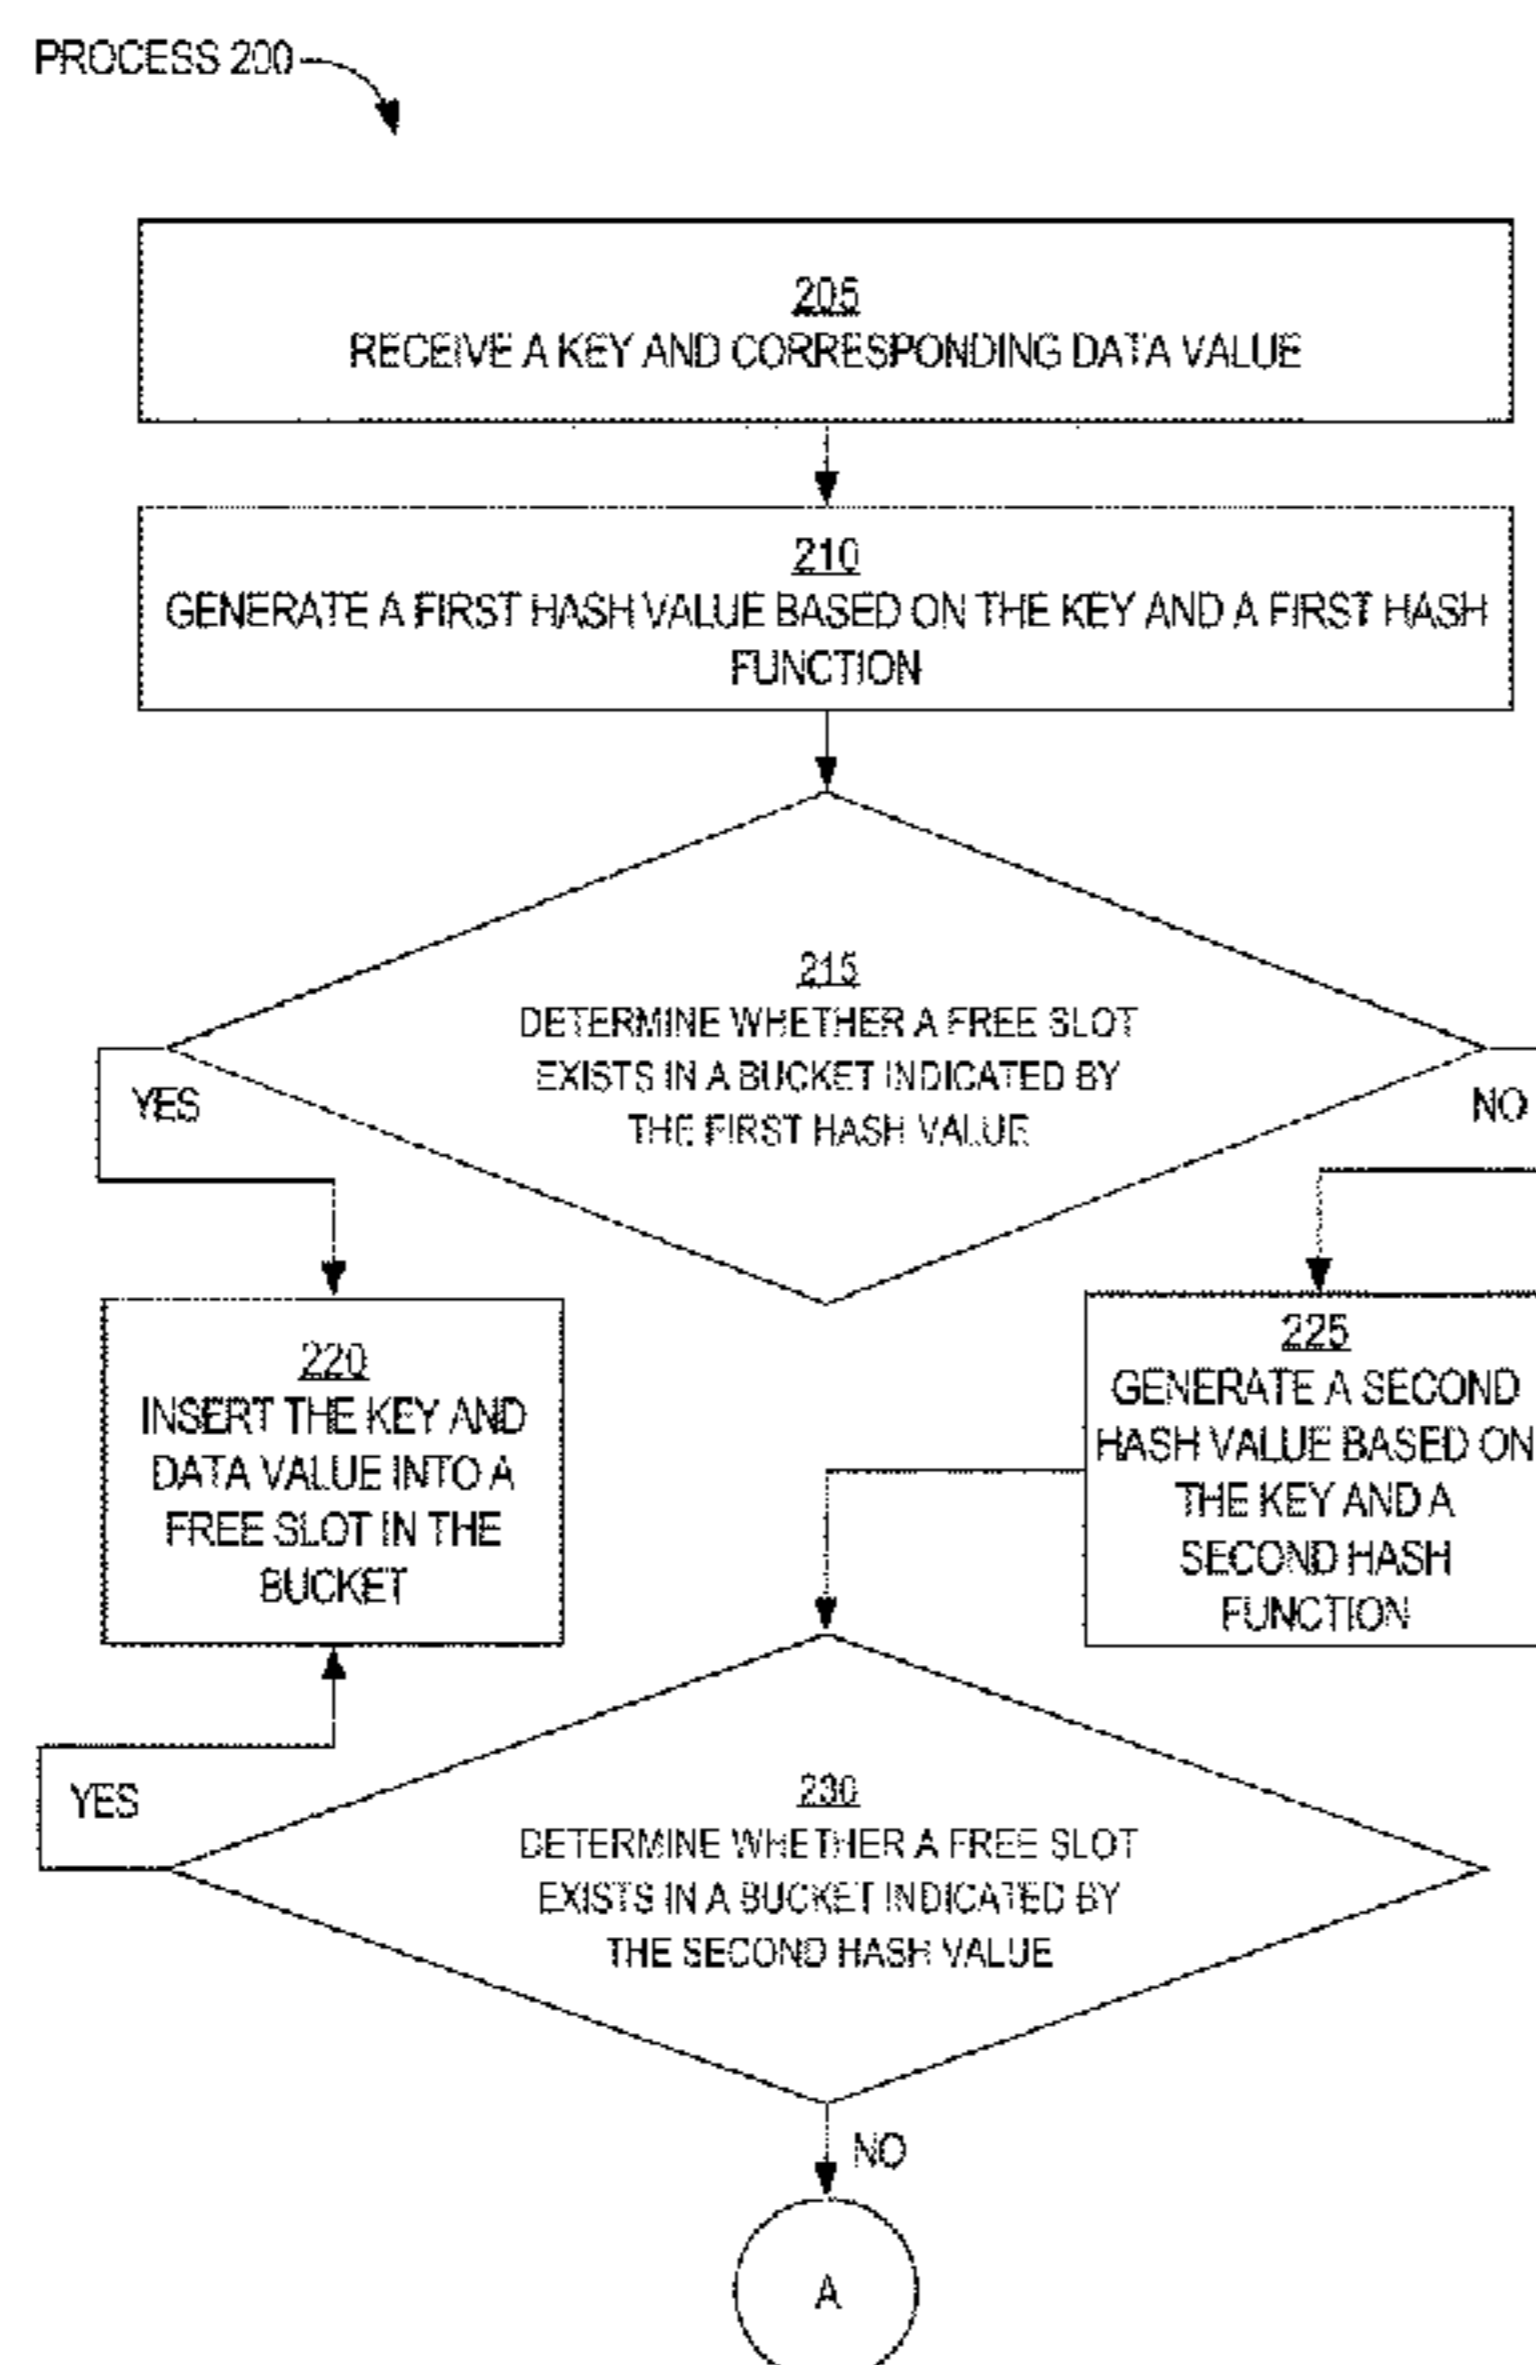 PROCESS 200
205
RECEIVE A KEY AND CORRESPONDING DATA VALUE
210
GENERATE A FIRST HASH VALUE BASED ON THE KEY AND A FIRST HASH
FUNCTION
215
DETERMINE WHETHER A FREE SLOT
EXISTS IN A BUCKET INDICATED BY
THE FIRST HASH VALUE
YES
NO
220
INSERT THE KEY AND
DATA VALUE INTO A
FREE SLOT IN THE
BUCKET
225
GENERATE A SECOND
HASH VALUE BASED ON
THE KEY AND A
SECOND HASH
FUNCTION
YES
230
DETERMINE WHETHER A FREE SLOT
EXISTS IN A BUCKET INDICATED BY
THE SECOND HASH VALUE
NO
A